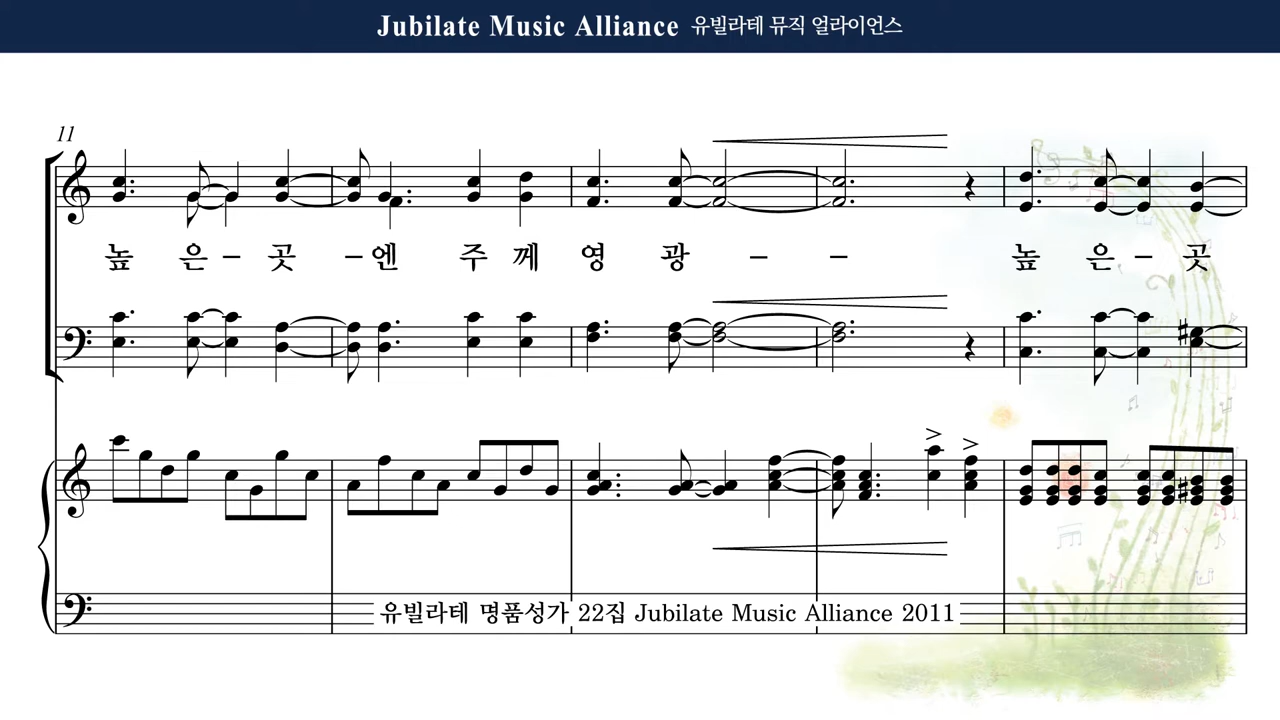 Jubilate Music Alliance 유빌라테 뮤직 얼라이언스
11
높 은 – 곳 – 엔 주 께 영 광 – – 높 은 – 곳
유빌라테 명품성가 22집 Jubilate Music Alliance 2011